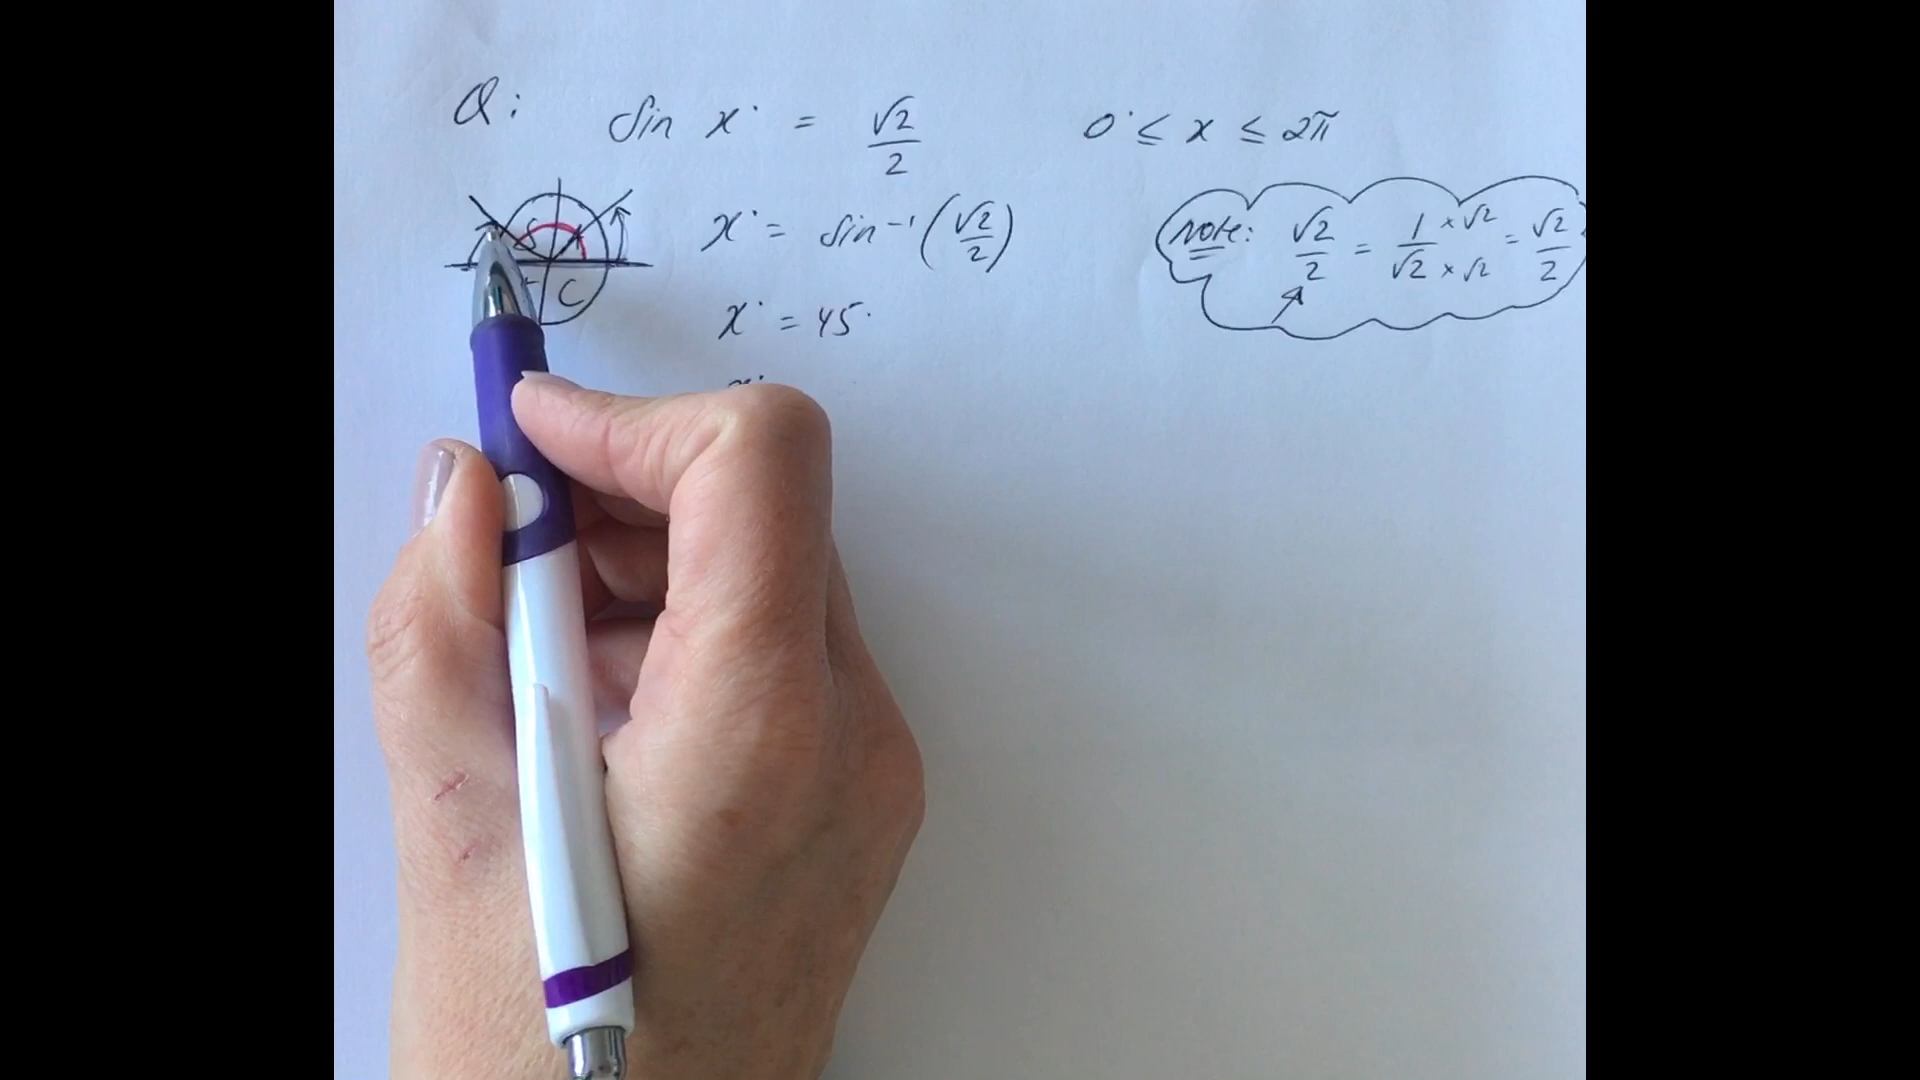 Q: sin x° = √2/2 0° ≤ x ≤ 2π
x° = sin⁻¹(√2/2)
x° = 45°
x°
Note: √2/2 = 1/√2 × √2/× √2 = √2/2
S
C